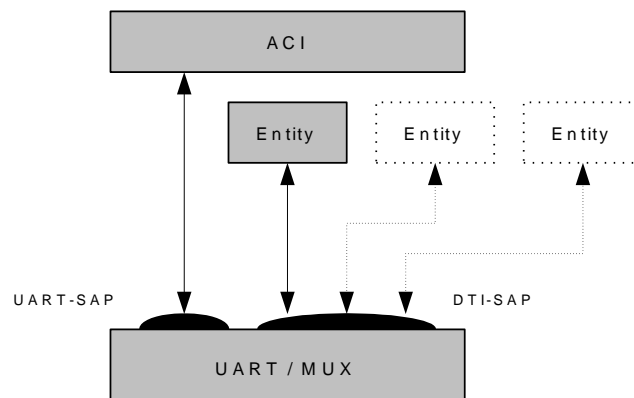 ACI
Entity
Entity
Entity
UART-SAP
DTI-SAP
UART / MUX